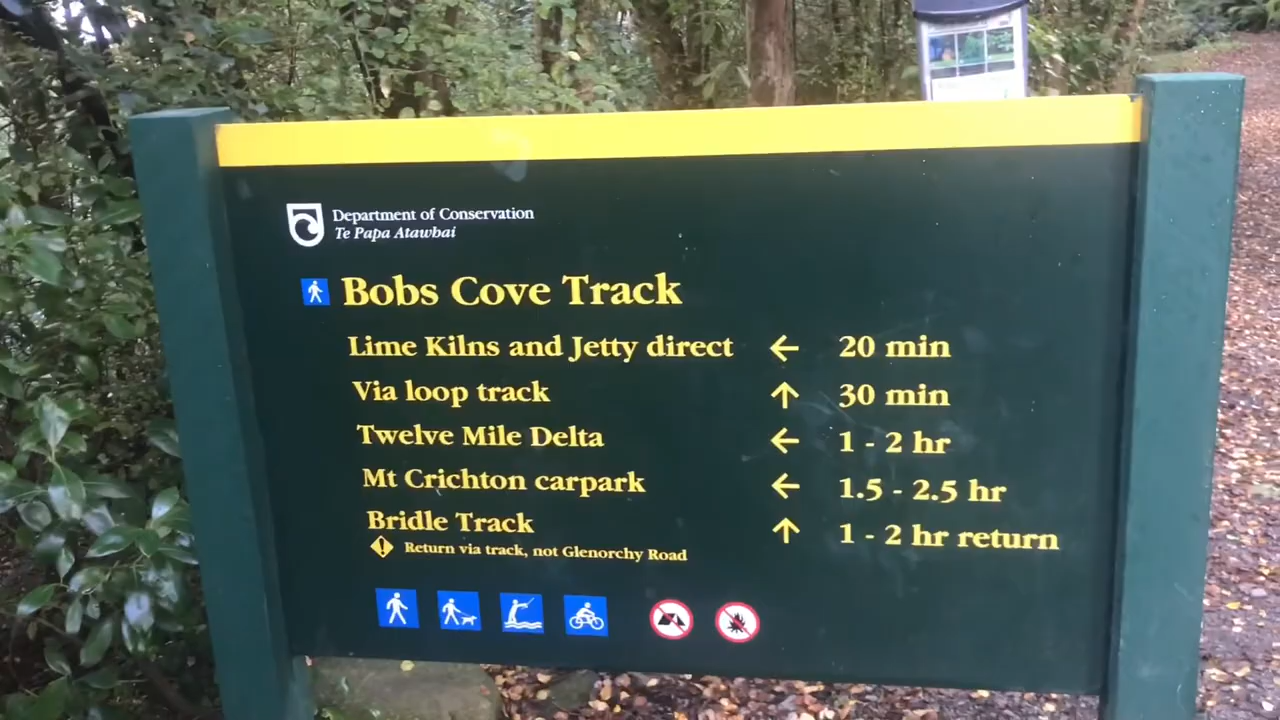 Department of Conservation
Te Papa Atawhai
Bobs Cove Track
Lime Kilns and Jetty direct ← 20 min
Via loop track ↑ 30 min
Twelve Mile Delta ← 1 - 2 hr
Mt Crichton carpark ← 1.5 - 2.5 hr
Bridle Track ↑ 1 - 2 hr return
Return via track, not Glenorchy Road